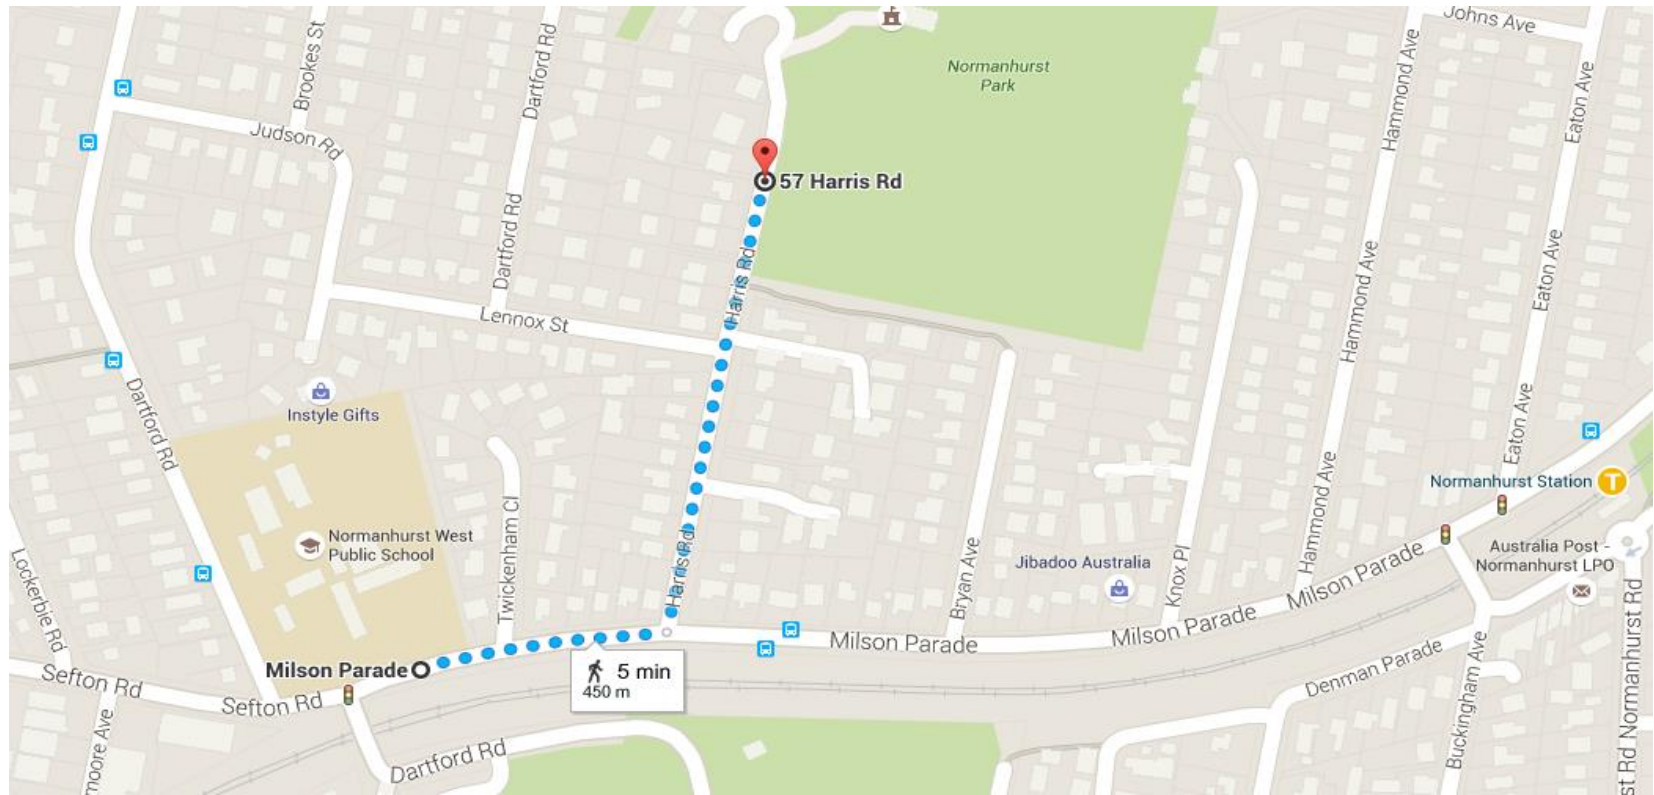 Johns Ave
Brookes St
Dartford Rd
Hammond Ave
Eaton Ave
Normanhurst
Park
Judson Rd
57 Harris Rd
Dartford Rd
Harris Rd
Hammond Ave
Eaton Ave
Lennox St
Instyle Gifts
Dartford Rd
Eaton Ave
Normanhurst Station
T
Hammond Ave
Normanhurst West
Public School
Twickenham Cl
Harris Rd
Bryan Ave
Jibadoo Australia
Knox Pl
Australia Post -
Normanhurst LPO
Lockerbie Rd
Milson Parade
Milson Parade
Milson Parade
Milson Parade
Sefton Rd
Sefton Rd
5 min
450 m
Denman Parade
Buckingham Ave
Normanhurst Rd
st Rd
moore Ave
Dartford Rd